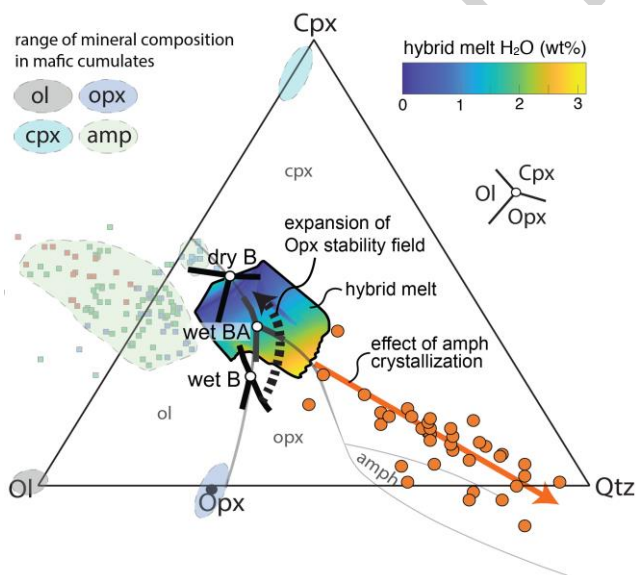 Cpx
range of mineral composition
in mafic cumulates
ol
opx
cpx
amp
hybrid melt H₂O (wt%)
0
1
2
3
cpx
Ol
Cpx
Opx
expansion of
Opx stability field
dry B
hybrid melt
wet BA
effect of amph
crystallization
wet B
ol
opx
amph
Ol
Opx
Qtz